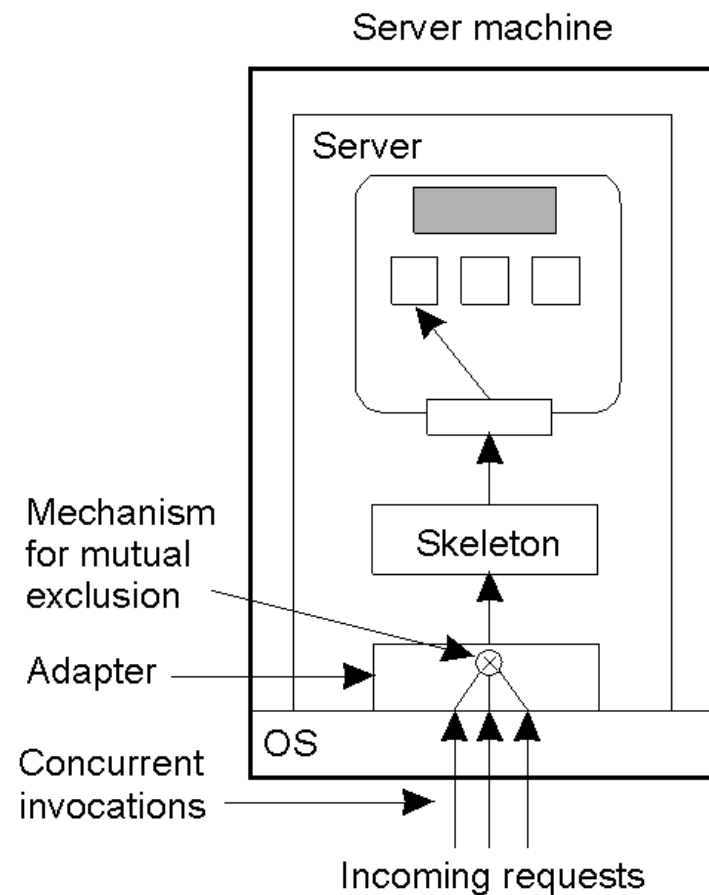 Server machine
Server
Mechanism
for mutual
exclusion
Skeleton
Adapter
OS
Concurrent
invocations
Incoming requests